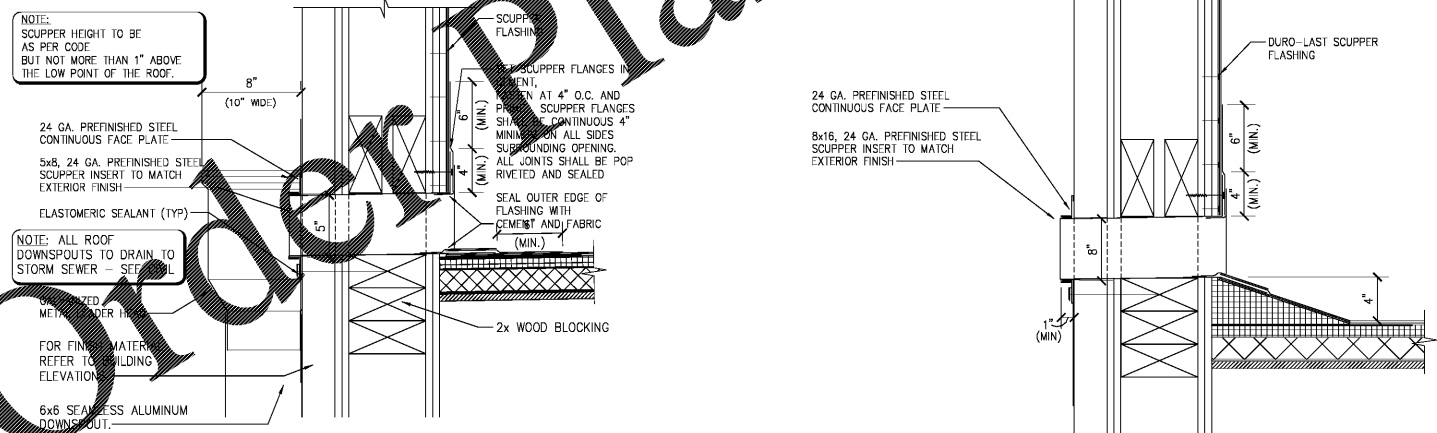 NOTE:
SCUPPER HEIGHT TO BE
AS PER CODE
BUT NOT MORE THAN 1" ABOVE
THE LOW POINT OF THE ROOF.
8"
(10" WIDE)
24 GA. PREFINISHED STEEL
CONTINUOUS FACE PLATE
5x8, 24 GA. PREFINISHED STEEL
SCUPPER INSERT TO MATCH
EXTERIOR FINISH
ELASTOMERIC SEALANT (TYP)
NOTE: ALL ROOF
DOWNSPOUTS TO DRAIN TO
STORM SEWER - SEE CIVIL
GALVANIZED
METAL LEADER HEAD
FOR FINISH MATERIAL
REFER TO BUILDING
ELEVATIONS
6x6 SEAMLESS ALUMINUM
DOWNSPOUT.
5"
SCUPPER
FLASHING
SET SCUPPER FLANGES IN
CEMENT,
FASTEN AT 4" O.C. AND
SCUPPER FLANGES
SHALL BE CONTINUOUS 4"
MINIMUM ON ALL SIDES
SURROUNDING OPENING.
ALL JOINTS SHALL BE POP
RIVETED AND SEALED
6"
(MIN.)
4"
(MIN.)
SEAL OUTER EDGE OF
FLASHING WITH
CEMENT AND FABRIC
6"
(MIN.)
2x WOOD BLOCKING
Order Pla
24 GA. PREFINISHED STEEL
CONTINUOUS FACE PLATE
8x16, 24 GA. PREFINISHED STEEL
SCUPPER INSERT TO MATCH
EXTERIOR FINISH
DURO-LAST SCUPPER
FLASHING
6"
(MIN.)
4"
(MIN.)
8"
1"
(MIN)
4"